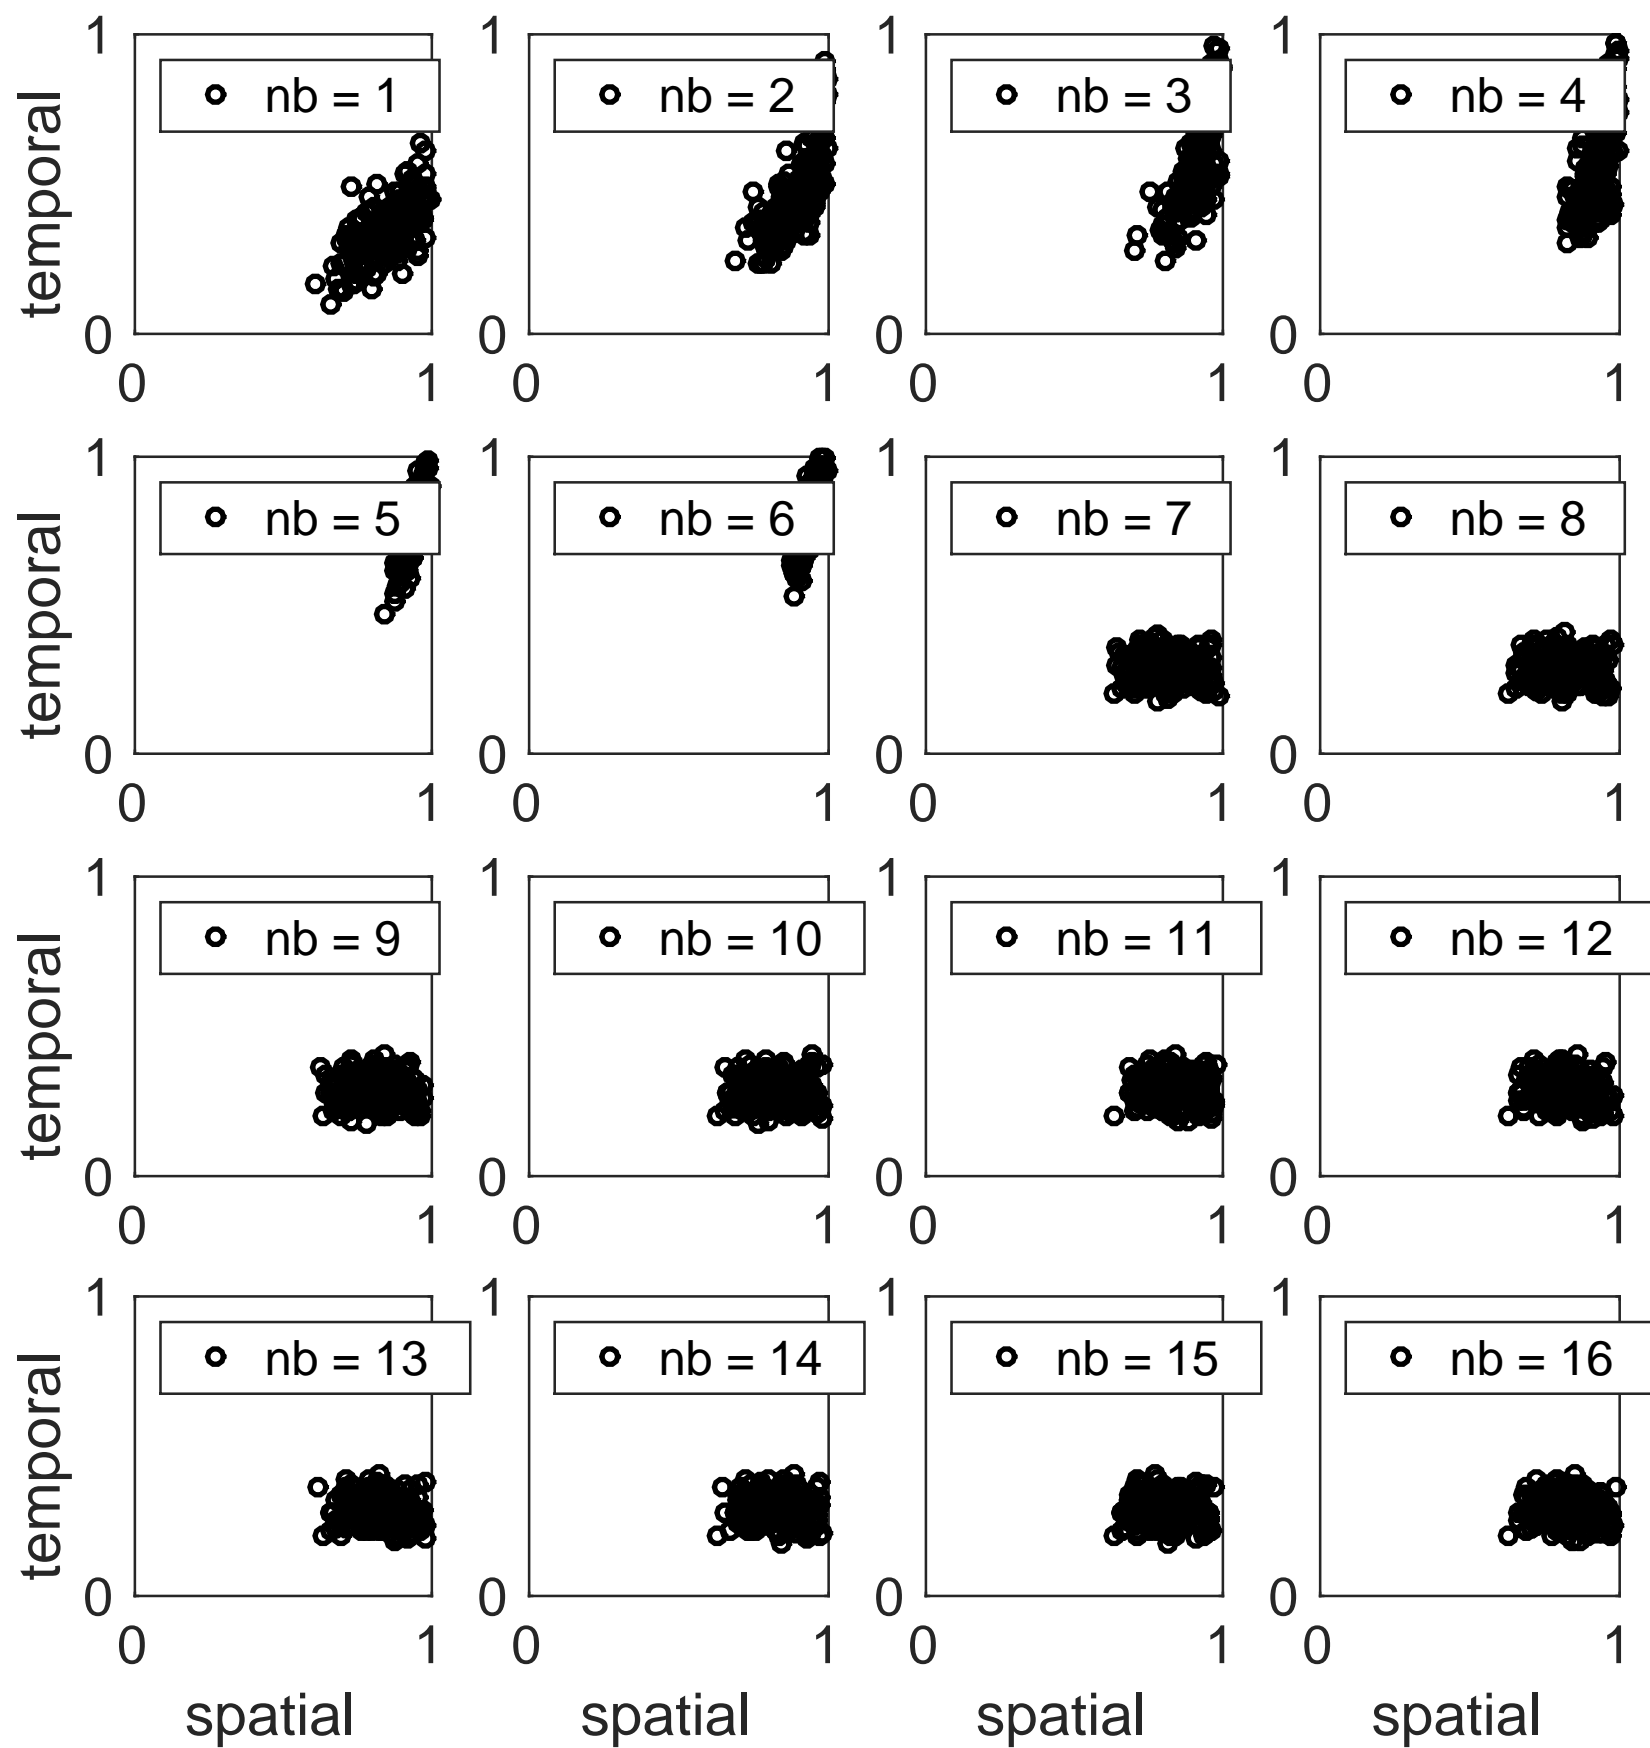 1 1 1 1
nb = 1 nb = 2 nb = 3 nb = 4
temporal
0 0 0 0
0 1 0 1 0 1 0 1
1 1 1 1
nb = 5 nb = 6 nb = 7 nb = 8
temporal
0 0 0 0
0 1 0 1 0 1 0 1
1 1 1 1
nb = 9 nb = 10 nb = 11 nb = 12
temporal
0 0 0 0
0 1 0 1 0 1 0 1
1 1 1 1
nb = 13 nb = 14 nb = 15 nb = 16
temporal
0 0 0 0
0 1 0 1 0 1 0 1
spatial spatial spatial spatial